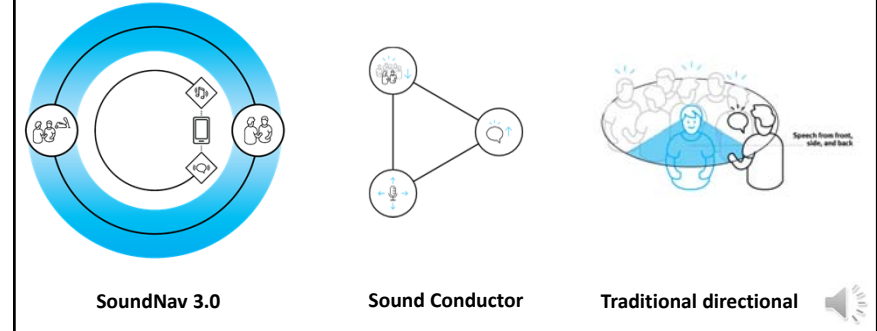 Speech from front,
side, and back
SoundNav 3.0
Sound Conductor
Traditional directional